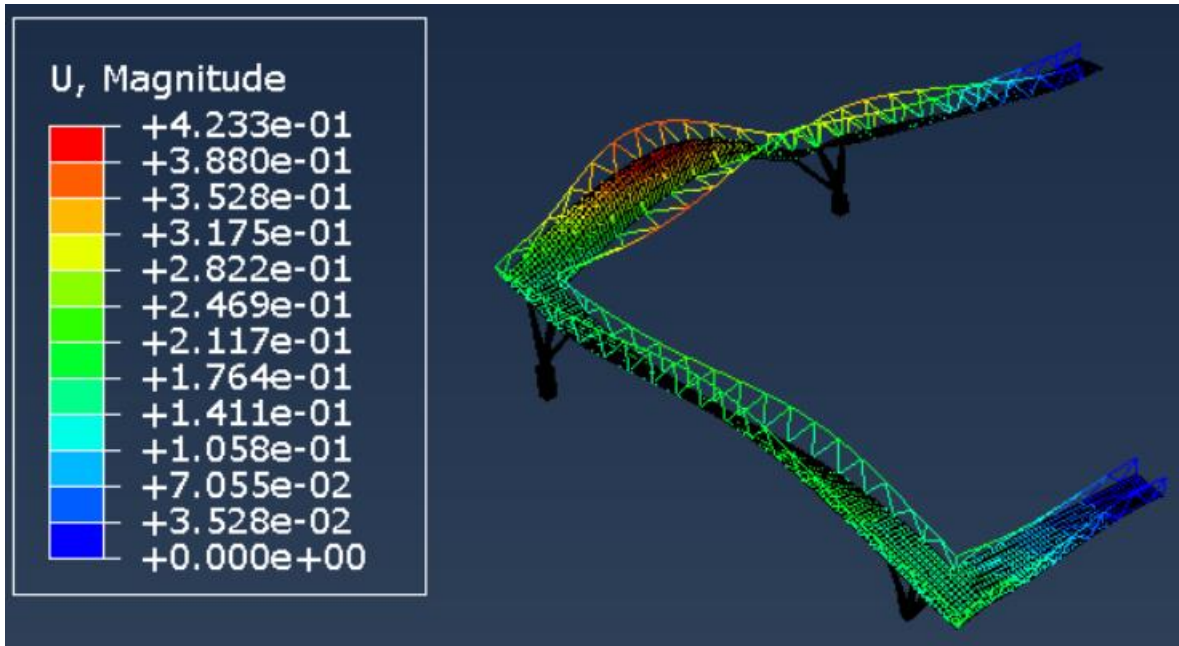 U, Magnitude
+4.233e-01
+3.880e-01
+3.528e-01
+3.175e-01
+2.822e-01
+2.469e-01
+2.117e-01
+1.764e-01
+1.411e-01
+1.058e-01
+7.055e-02
+3.528e-02
+0.000e+00